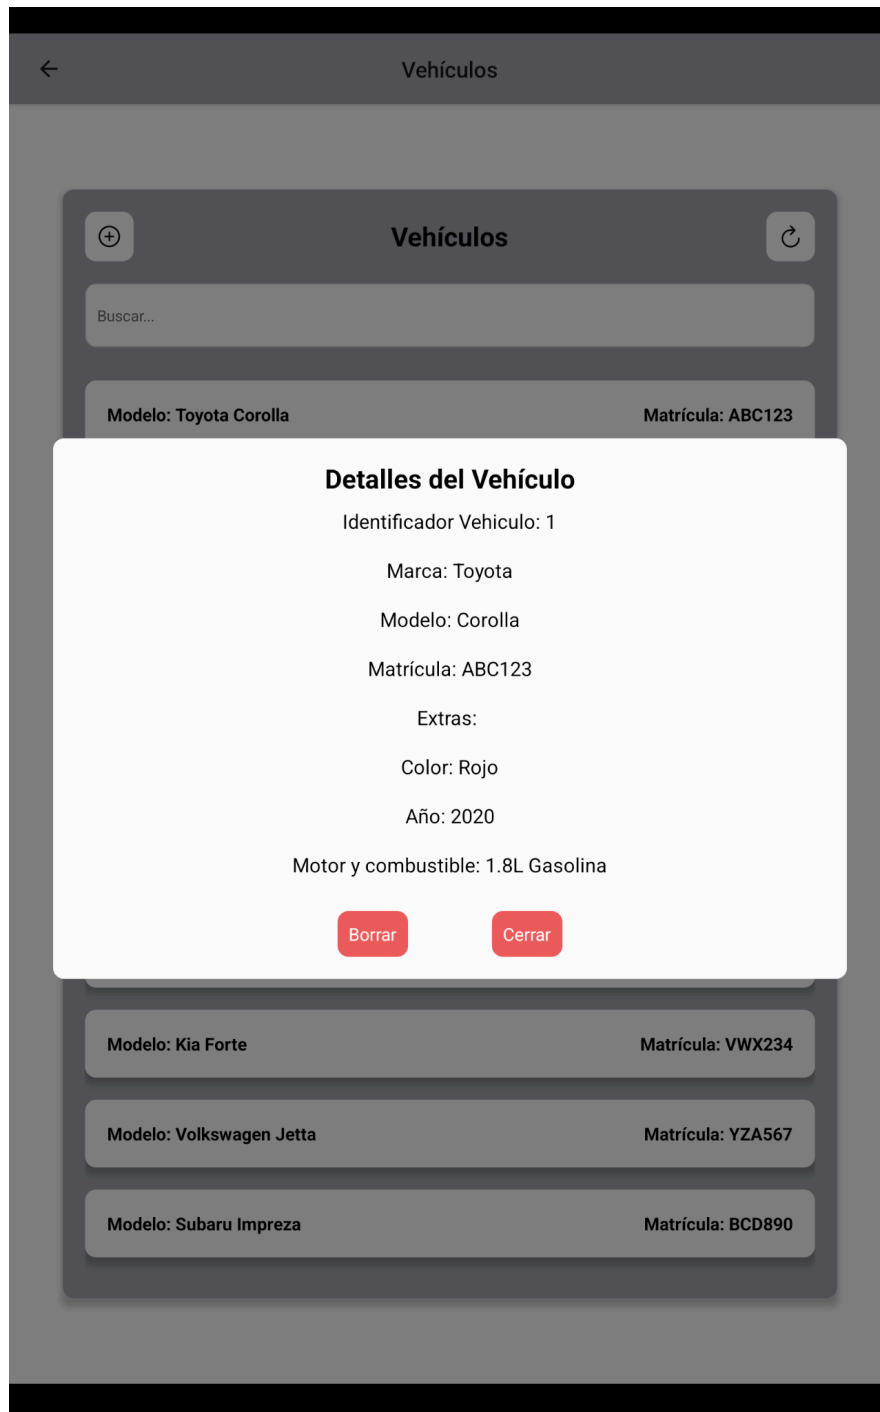 Vehículos
Vehículos
Buscar...
Modelo: Toyota Corolla Matrícula: ABC123
Detalles del Vehículo
Identificador Vehiculo: 1
Marca: Toyota
Modelo: Corolla
Matrícula: ABC123
Extras:
Color: Rojo
Año: 2020
Motor y combustible: 1.8L Gasolina
Borrar Cerrar
Modelo: Kia Forte Matrícula: VWX234
Modelo: Volkswagen Jetta Matrícula: YZA567
Modelo: Subaru Impreza Matrícula: BCD890